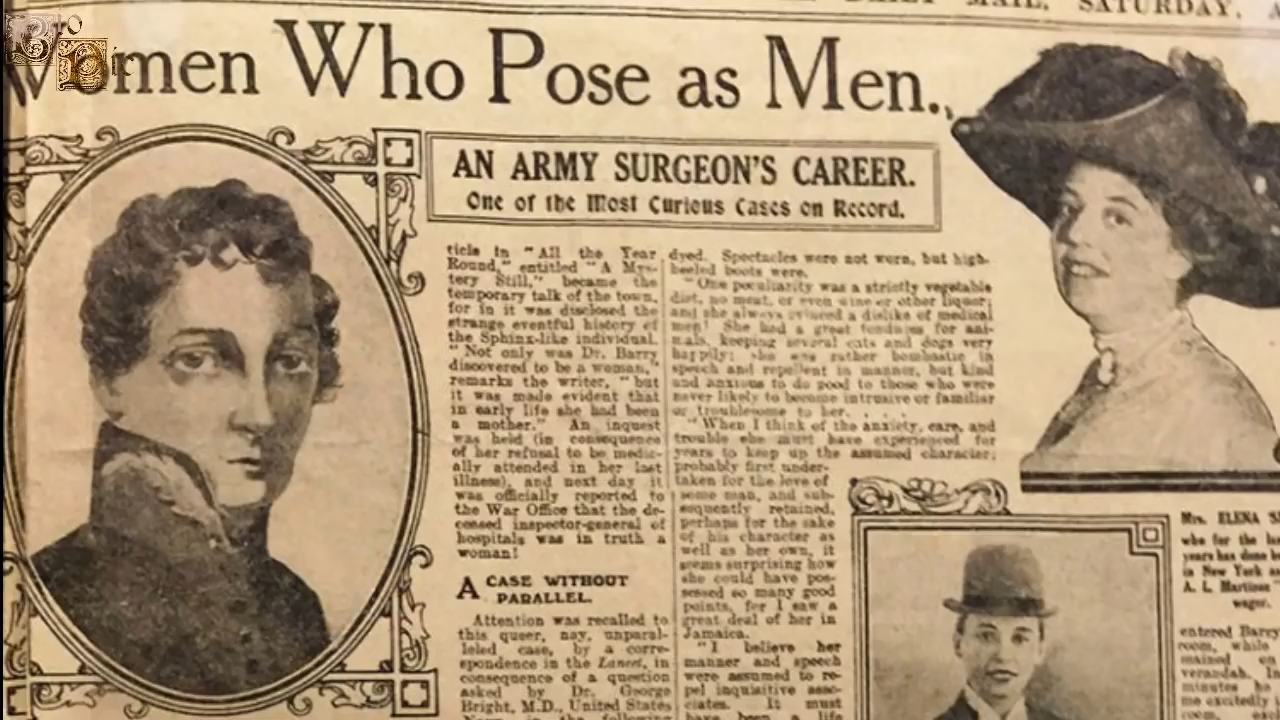 DAILY MAIL, SATURDAY,
Women Who Pose as Men.
AN ARMY SURGEON'S CAREER.
One of the Most Curious Cases on Record.
ticle in "All the Year
Round," entitled "A Mys-
tery Still," became the
temporary talk of the town,
for in it was disclosed the
strange eventful history of
the Sphinx-like individual.
"Not only was Dr. Barry
discovered to be a woman,"
remarks the writer, "but
it was made evident that
in early life she had been
a mother." An inquest
was held (in consequence
of her refusal to be medic-
ally attended in her last
illness), and next day it
was officially reported to
the War Office that the de-
ceased inspector-general of
hospitals was in truth a
woman!
A CASE WITHOUT
PARALLEL.
Attention was recalled to
this queer, nay, unparal-
leled case, by a corre-
spondence in the Lancet, in
consequence of a question
asked by Dr. George
Bright, M.D., United States
in the following
dyed. Spectacles were not worn, but high-
heeled boots were.
"One peculiarity was a strictly vegetable
diet, no meat, or even wine or other liquor;
and she always evinced a dislike of medical
men! She had a great fondness for ani-
mals, keeping several cats and dogs very
happily; she was rather bombastic in
speech and repellent in manner, but kind
and anxious to do good to those who were
never likely to become intrusive or familiar
or troublesome to her. . . .
"When I think of the anxiety, care, and
trouble she must have experienced for
years to keep up the assumed character;
probably first under-
taken for the love of
some man, and sub-
sequently retained,
perhaps for the sake
of his character as
well as her own, it
seems surprising how
she could have pos-
sessed so many good
points, for I saw a
great deal of her in
Jamaica.
"I believe her
manner and speech
were assumed to re-
pel inquisitive asso-
ciates. It must
have been a life
Mrs. ELENA
who for the
years has done
in New York as
A. L. Martinez
wager.
entered Barry
room, while
mained on
verandah. In
minutes he
me excitedly
room, except